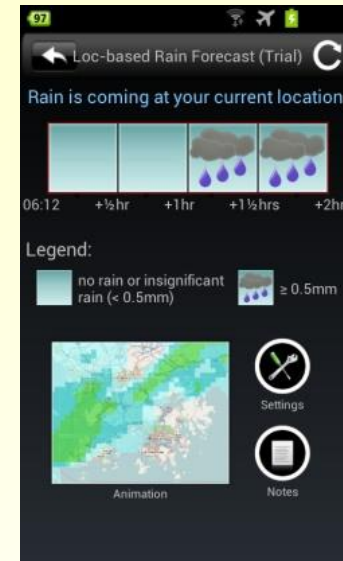 97
Loc-based Rain Forecast (Trial)
Rain is coming at your current location
06:12 +½hr +1hr +1½hrs +2hr
Legend:
no rain or insignificant
rain (< 0.5mm)
≥ 0.5mm
Settings
Animation
Notes